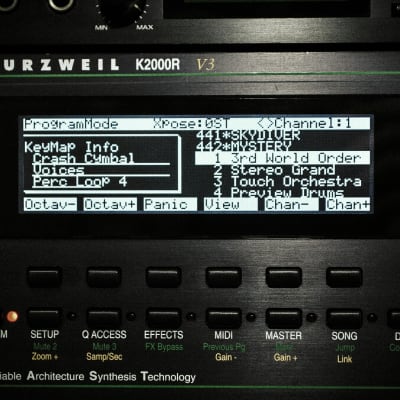 MIN MAX
URZWEIL K2000R V3
ProgramMode Xpose:0ST <>Channel:1
KeyMap Info
Crash Cymbal
Voices
Perc Loop 4
441*SKYDIVER
442*MYSTERY
1 3rd World Order
2 Stereo Grand
3 Touch Orchestra
4 Preview Drums
Octav- Octav+ Panic View Chan- Chan+
M SETUP Q ACCESS EFFECTS MIDI MASTER SONG D
Mute 2 Mute 3 FX Bypass Previous Pg Jump
Zoom + Samp/Sec Gain - Gain + Link
iable Architecture Synthesis Technology